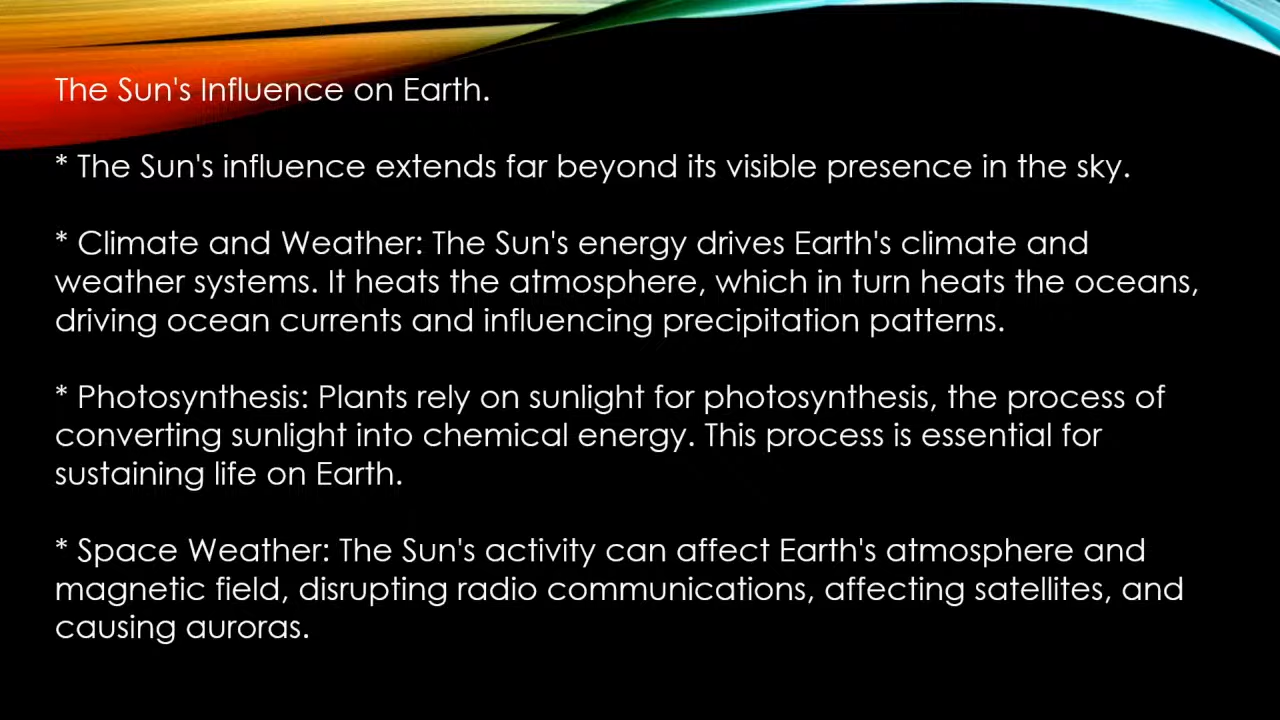 The Sun's Influence on Earth.
* The Sun's influence extends far beyond its visible presence in the sky.
* Climate and Weather: The Sun's energy drives Earth's climate and
weather systems. It heats the atmosphere, which in turn heats the oceans,
driving ocean currents and influencing precipitation patterns.
* Photosynthesis: Plants rely on sunlight for photosynthesis, the process of
converting sunlight into chemical energy. This process is essential for
sustaining life on Earth.
* Space Weather: The Sun's activity can affect Earth's atmosphere and
magnetic field, disrupting radio communications, affecting satellites, and
causing auroras.